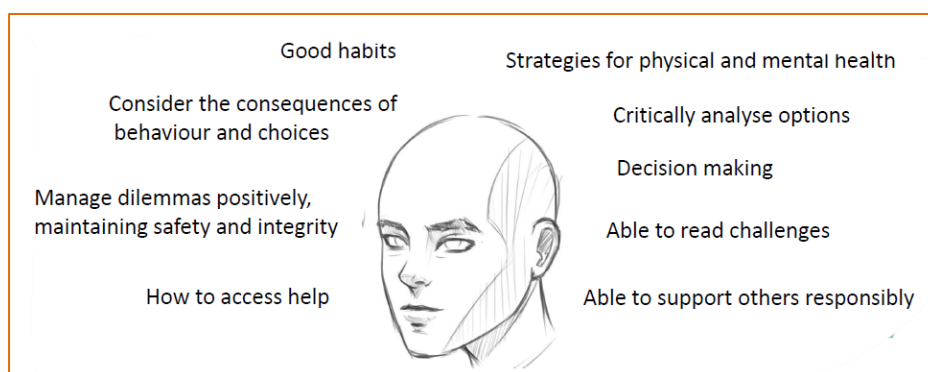 Good habits
Strategies for physical and mental health
Consider the consequences of
behaviour and choices
Critically analyse options
Decision making
Manage dilemmas positively,
maintaining safety and integrity
Able to read challenges
How to access help
Able to support others responsibly